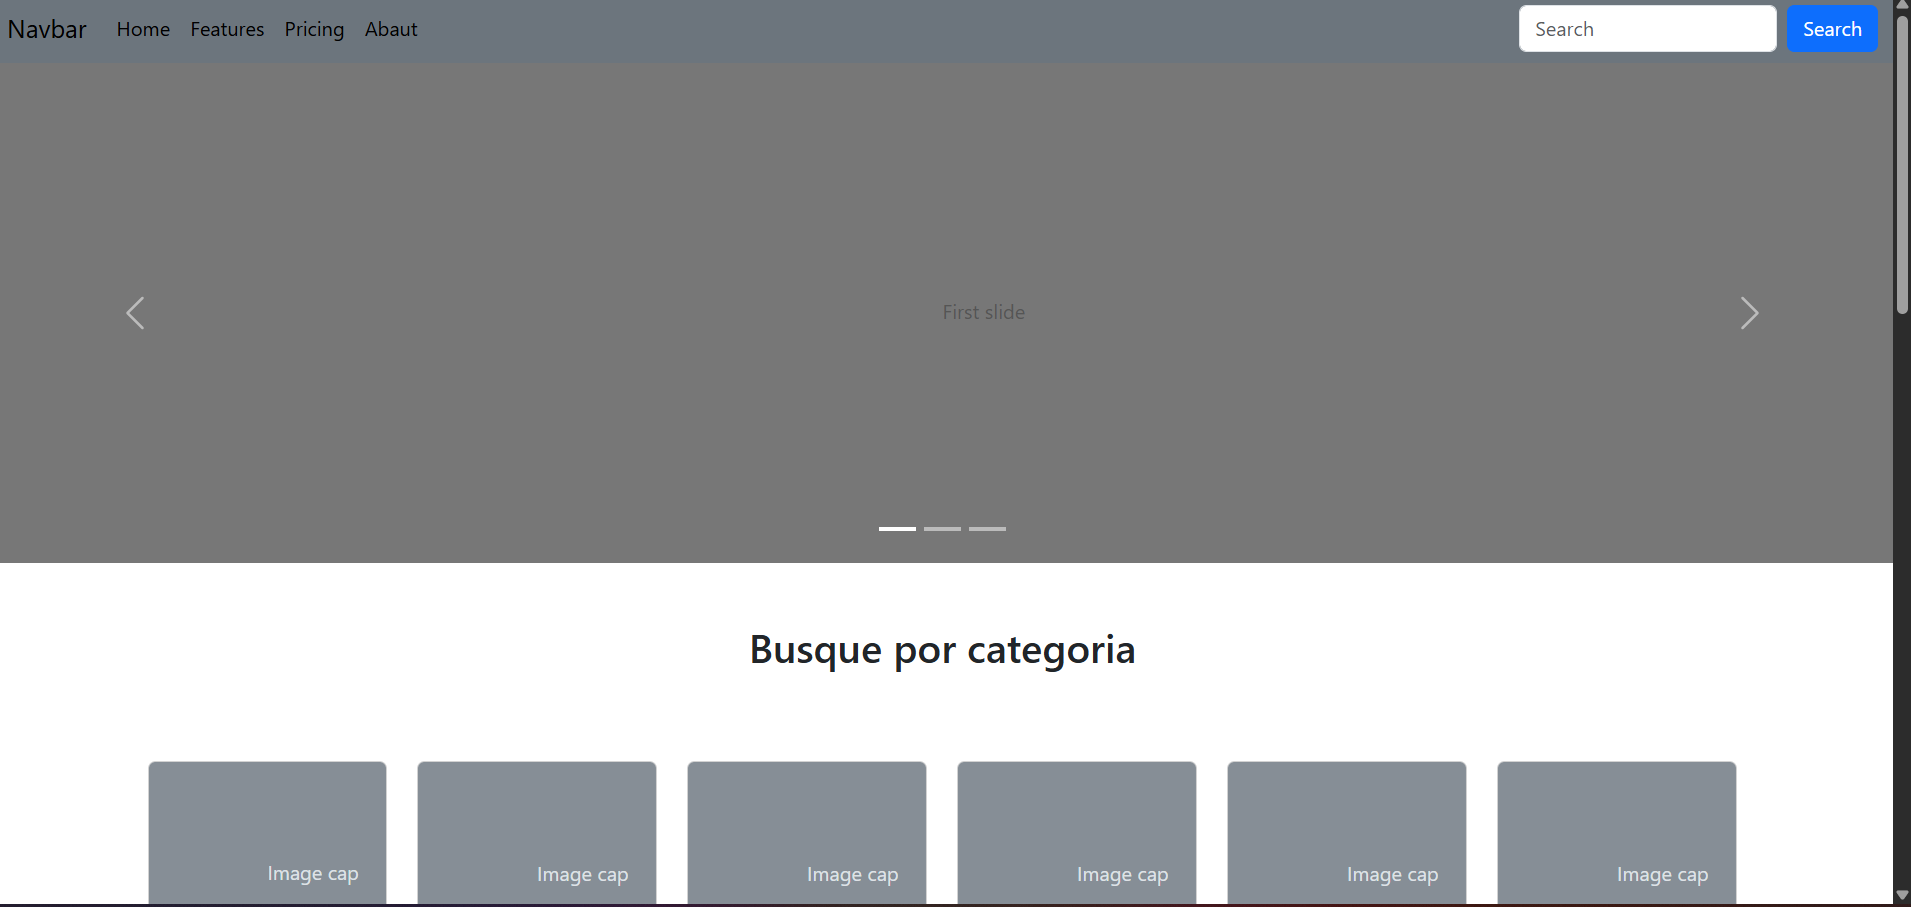 Navbar Home Features Pricing Abaut Search Search
First slide
Busque por categoria
Image cap Image cap Image cap Image cap Image cap Image cap